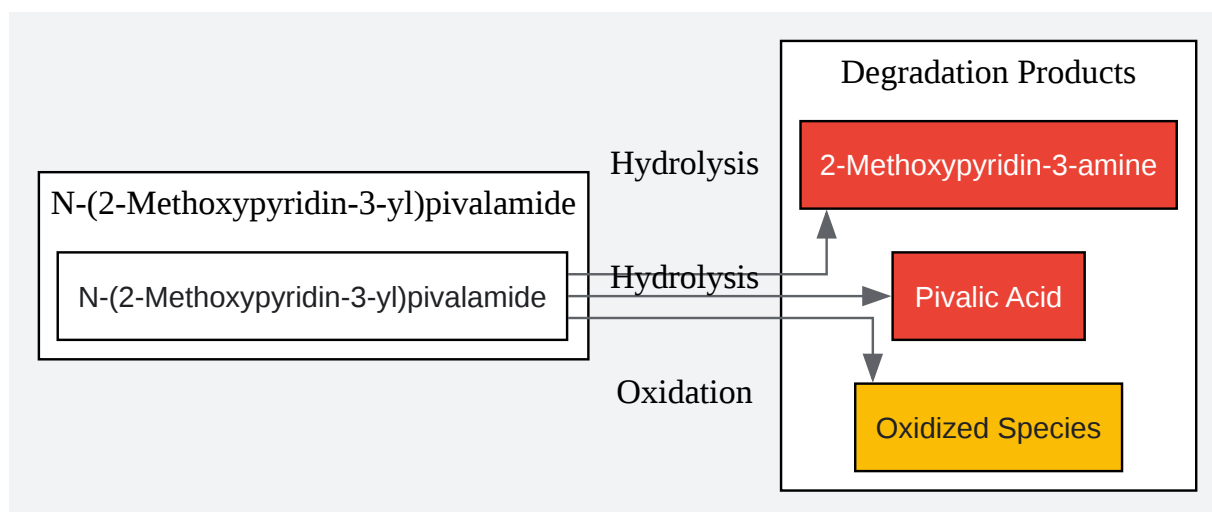 N-(2-Methoxypyridin-3-yl)pivalamide
N-(2-Methoxypyridin-3-yl)pivalamide
Hydrolysis
Hydrolysis
Oxidation
Degradation Products
2-Methoxypyridin-3-amine
Pivalic Acid
Oxidized Species